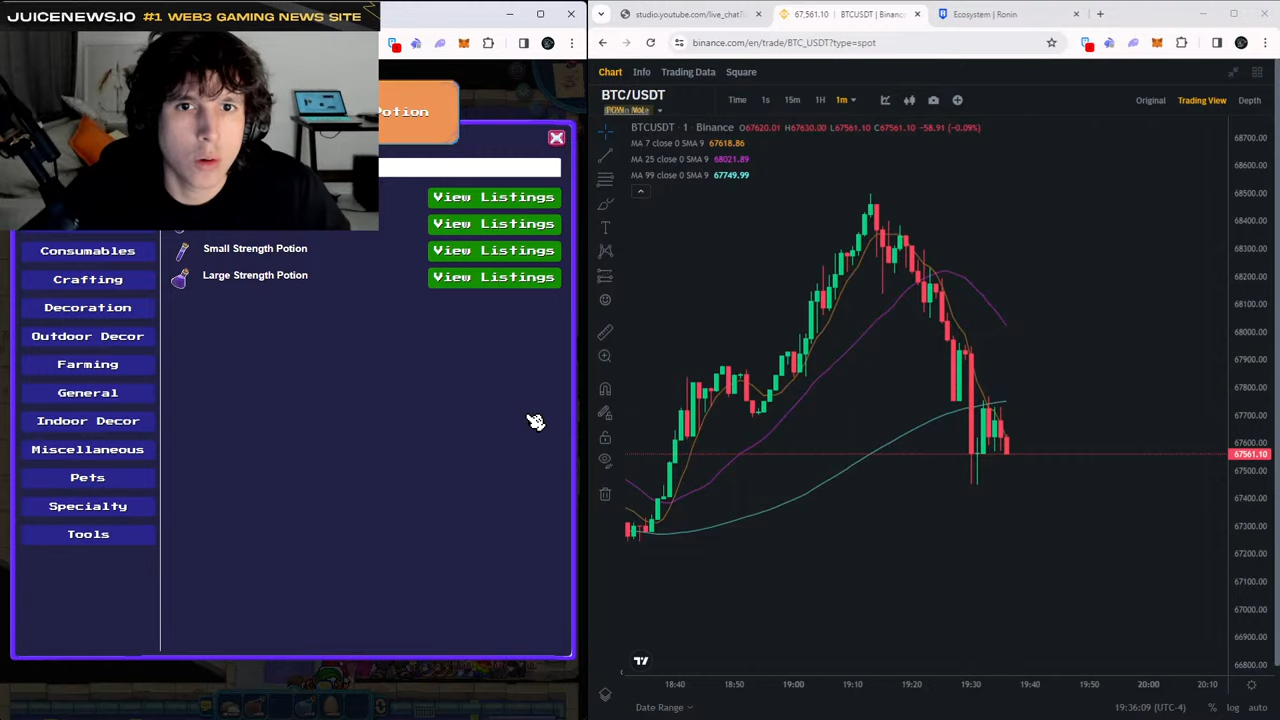 JUICENEWS.IO #1 WEB3 GAMING NEWS SITE
studio.youtube.com/live_chat?
67,561.10 | BTCUSDT | Binanc
Ecosystem | Ronin
binance.com/en/trade/BTC_USDT?type=spot
Chart Info Trading Data Square
BTC/USDT
Time 1s 15m 1H 1m
Original Trading View Depth
BTCUSDT · 1 · Binance O67620.01 H67630.00 L67561.10 C67561.10 -58.91 (-0.09%)
MA 7 close 0 SMA 9 67618.86
MA 25 close 0 SMA 9 68021.89
MA 99 close 0 SMA 9 67749.99
otion
View Listings
View Listings
Small Strength Potion View Listings
Large Strength Potion View Listings
Consumables
Crafting
Decoration
Outdoor Decor
Farming
General
Indoor Decor
Miscellaneous
Pets
Specialty
Tools
68700.00
68600.00
68500.00
68400.00
68300.00
68200.00
68100.00
68000.00
67900.00
67800.00
67700.00
67600.00
67561.10
67500.00
67400.00
67300.00
67200.00
67100.00
67000.00
66900.00
66800.00
18:40 18:50 19:00 19:10 19:20 19:30 19:40 19:50 20:00 20:10
Date Range
19:36:09 (UTC-4) % log auto